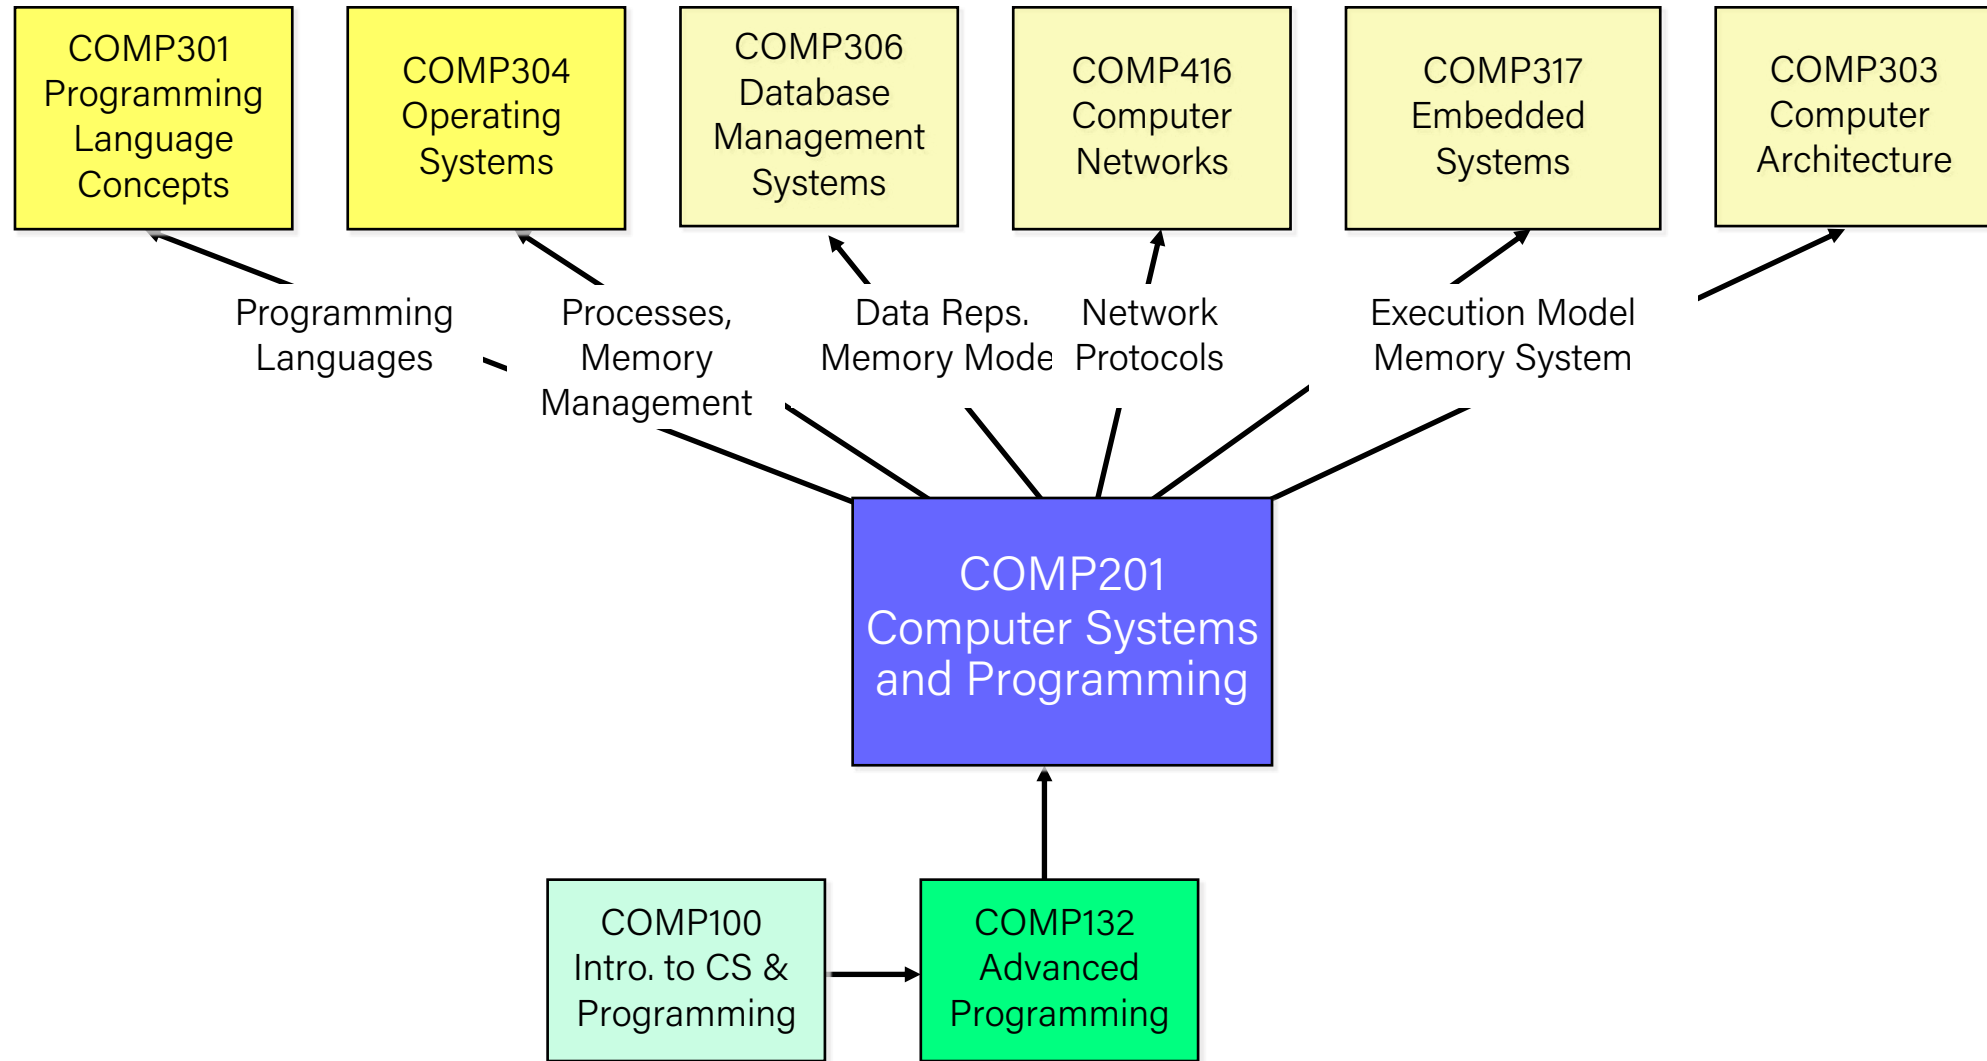 COMP301
Programming
Language
Concepts
COMP304
Operating
Systems
COMP306
Database
Management
Systems
COMP416
Computer
Networks
COMP317
Embedded
Systems
COMP303
Computer
Architecture
Programming
Languages
Processes,
Memory
Management
Data Reps.
Memory Mode
Network
Protocols
Execution Model
Memory System
COMP201
Computer Systems
and Programming
COMP100
Intro. to CS &
Programming
COMP132
Advanced
Programming